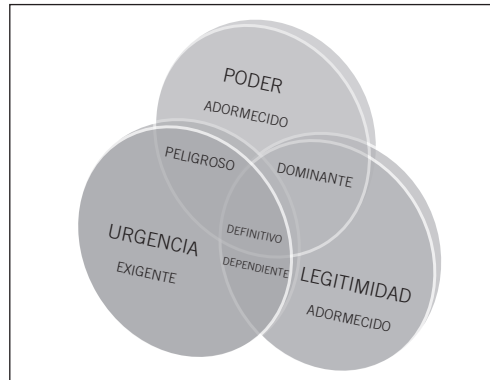 PODER
ADORMECIDO
PELIGROSO
DOMINANTE
URGENCIA
EXIGENTE
DEFINITIVO
DEPENDIENTE
LEGITIMIDAD
ADORMECIDO